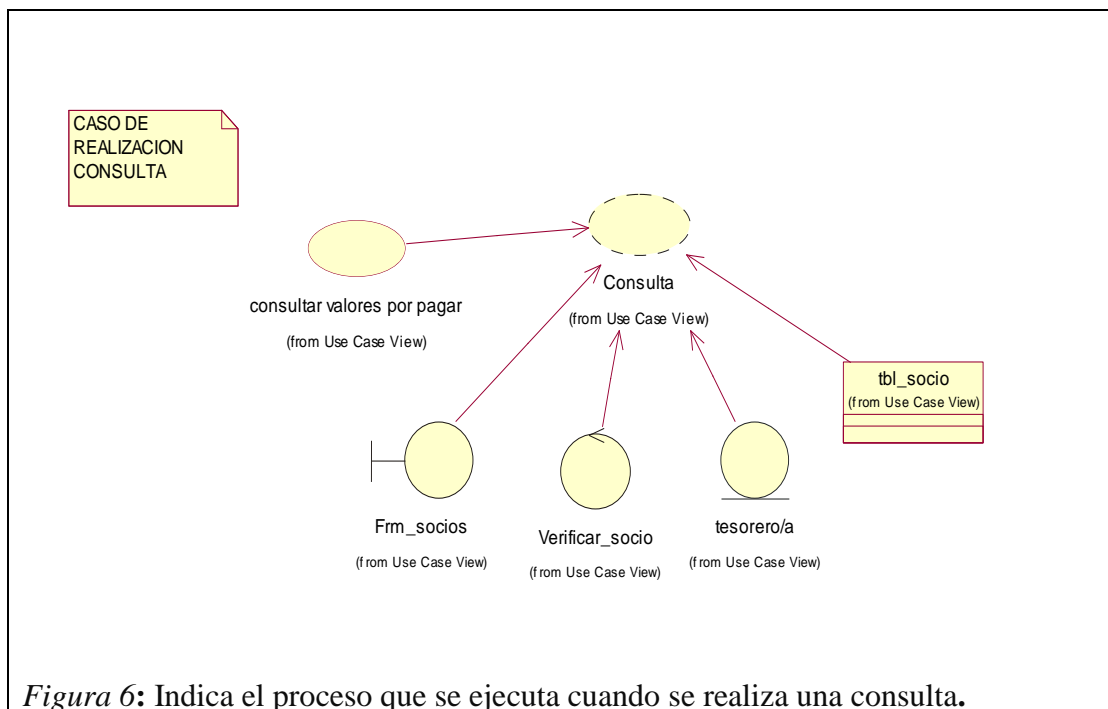 CASO DE
REALIZACION
CONSULTA
consultar valores por pagar
(from Use Case View)
Consulta
(from Use Case View)
tbl_socio
(from Use Case View)
Frm_socios
(from Use Case View)
Verificar_socio
(from Use Case View)
tesorero/a
(from Use Case View)
Figura 6: Indica el proceso que se ejecuta cuando se realiza una consulta.